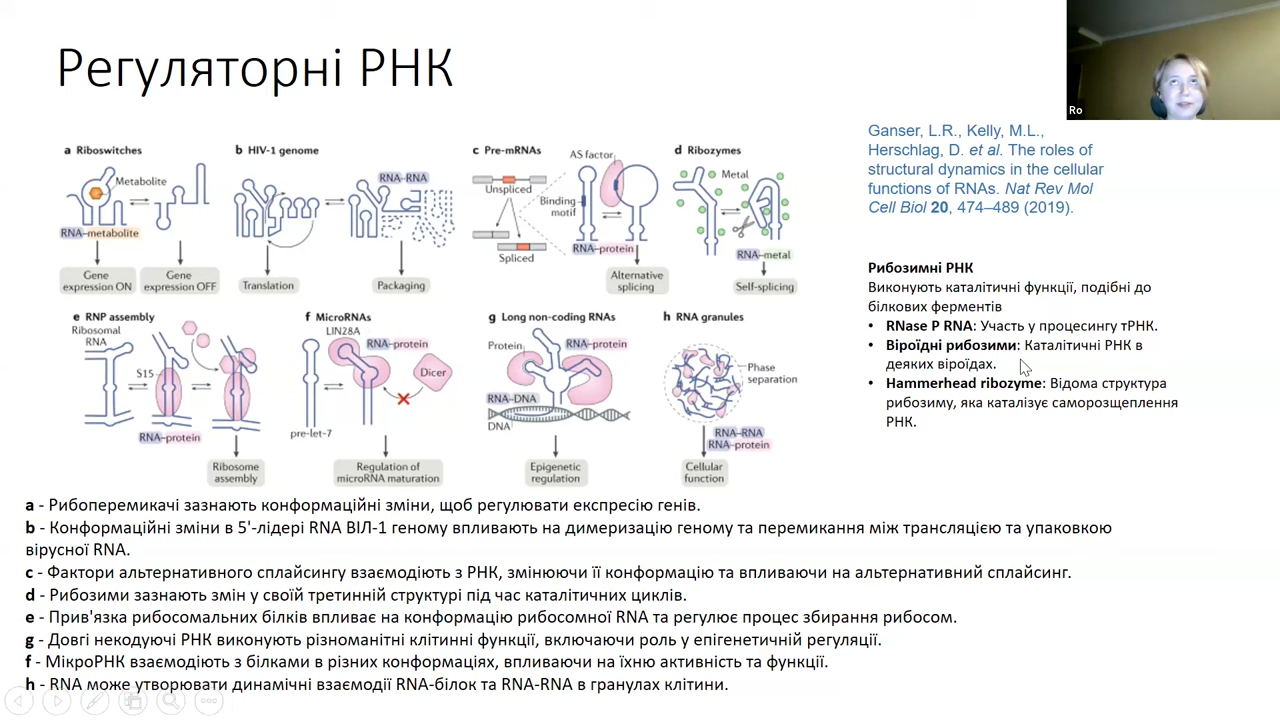 Регуляторні РНК
Ro
Ganser, L.R., Kelly, M.L.,
Herschlag, D. et al. The roles of
structural dynamics in the cellular
functions of RNAs. Nat Rev Mol
Cell Biol 20, 474–489 (2019).
a Riboswitches
Metabolite
RNA–metabolite
Gene
expression ON
Gene
expression OFF
b HIV-1 genome
RNA–RNA
Translation
Packaging
c Pre-mRNAs
AS factor
Unspliced
Binding
motif
Spliced
RNA–protein
Alternative
splicing
d Ribozymes
Metal
RNA–metal
Self-splicing
e RNP assembly
Ribosomal
RNA
S15
RNA–protein
Ribosome
assembly
f MicroRNAs
LIN28A
RNA–protein
Dicer
pre-let-7
Regulation of
microRNA maturation
g Long non-coding RNAs
Protein
RNA–protein
RNA–DNA
DNA
Epigenetic
regulation
h RNA granules
Phase
separation
RNA–RNA
RNA–protein
Cellular
function
Рибозимні РНК
Виконують каталітичні функції, подібні до
білкових ферментів
• RNase P RNA: Участь у процесингу тРНК.
• Віроїдні рибозими: Каталітичні РНК в
деяких віроїдах.
• Hammerhead ribozyme: Відома структура
рибозиму, яка каталізує саморозщеплення
РНК.
a - Рибоперемикачі зазнають конформаційні зміни, щоб регулювати експресію генів.
b - Конформаційні зміни в 5'-лідері RNA ВІЛ-1 геному впливають на димеризацію геному та перемикання між трансляцією та упаковкою
вірусної RNA.
c - Фактори альтернативного сплайсингу взаємодіють з РНК, змінюючи її конформацію та впливаючи на альтернативний сплайсинг.
d - Рибозими зазнають змін у своїй третинній структурі під час каталітичних циклів.
e - Прив'язка рибосомальних білків впливає на конформацію рибосомної RNA та регулює процес збирання рибосом.
g - Довгі некодуючі РНК виконують різноманітні клітинні функції, включаючи роль у епігенетичній регуляції.
f - МікроРНК взаємодіють з білками в різних конформаціях, впливаючи на їхню активність та функції.
h - RNA може утворювати динамічні взаємодії RNA-білок та RNA-RNA в гранулах клітини.